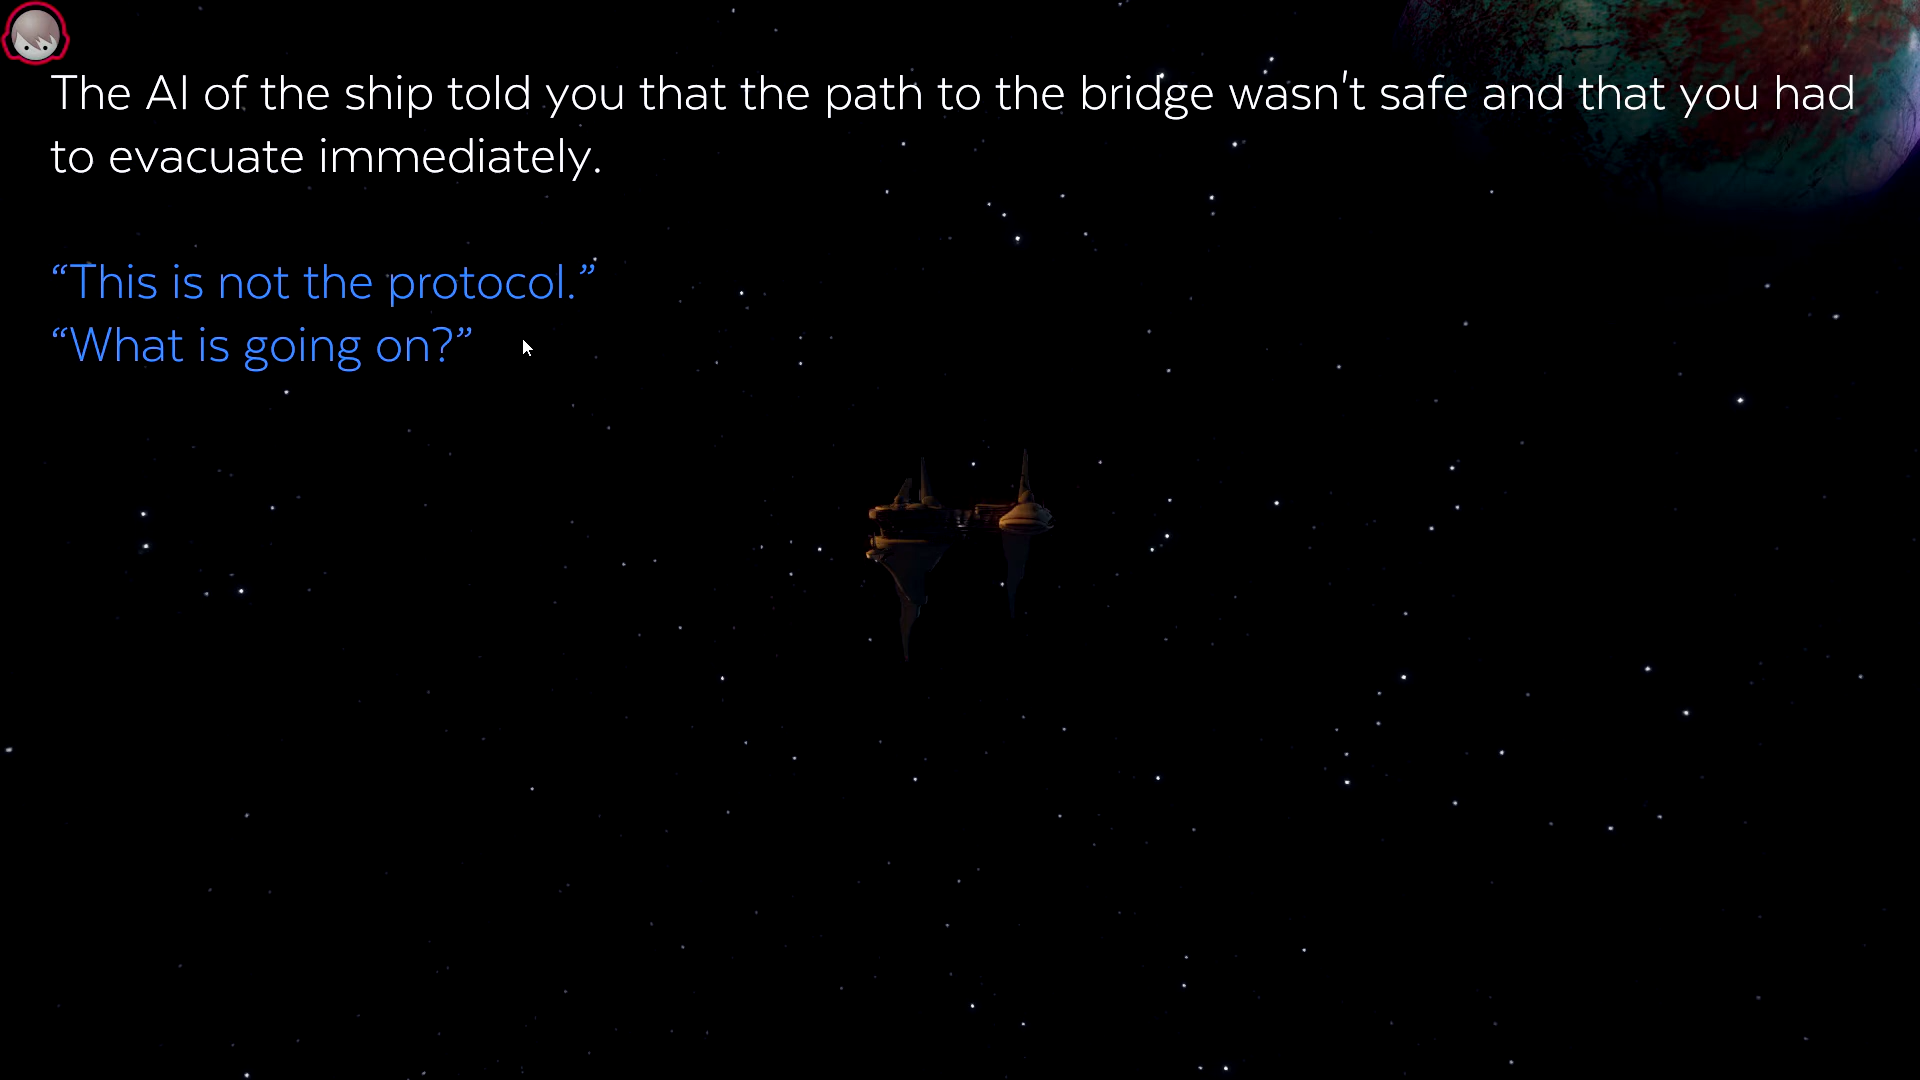 The AI of the ship told you that the path to the bridge wasn't safe and that you had
to evacuate immediately.
“This is not the protocol.”
“What is going on?”